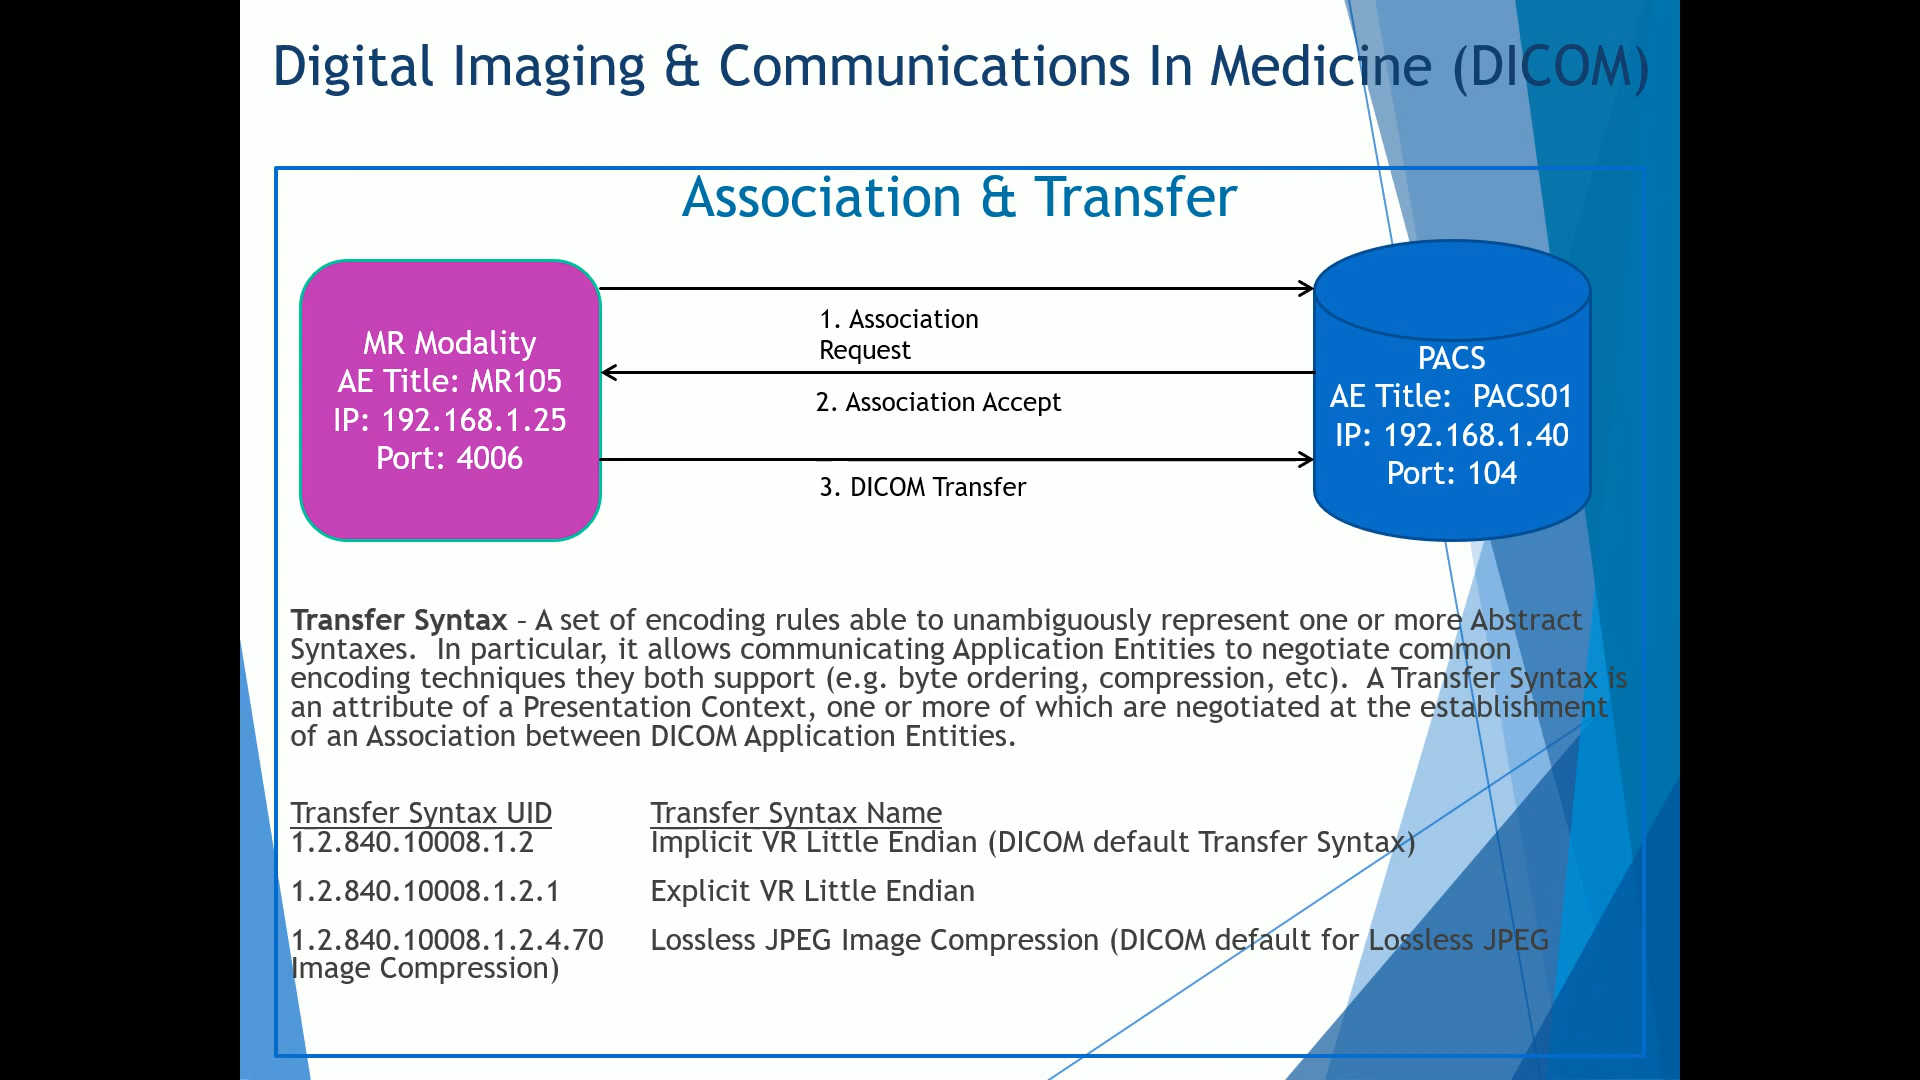 Digital Imaging & Communications In Medicine (DICOM)
Association & Transfer
MR Modality
AE Title: MR105
IP: 192.168.1.25
Port: 4006
1. Association
Request
2. Association Accept
3. DICOM Transfer
PACS
AE Title:  PACS01
IP: 192.168.1.40
Port: 104
Transfer Syntax – A set of encoding rules able to unambiguously represent one or more Abstract
Syntaxes.  In particular, it allows communicating Application Entities to negotiate common
encoding techniques they both support (e.g. byte ordering, compression, etc).  A Transfer Syntax is
an attribute of a Presentation Context, one or more of which are negotiated at the establishment
of an Association between DICOM Application Entities.
Transfer Syntax UID Transfer Syntax Name
1.2.840.10008.1.2 Implicit VR Little Endian (DICOM default Transfer Syntax)
1.2.840.10008.1.2.1 Explicit VR Little Endian
1.2.840.10008.1.2.4.70 Lossless JPEG Image Compression (DICOM default for Lossless JPEG
Image Compression)